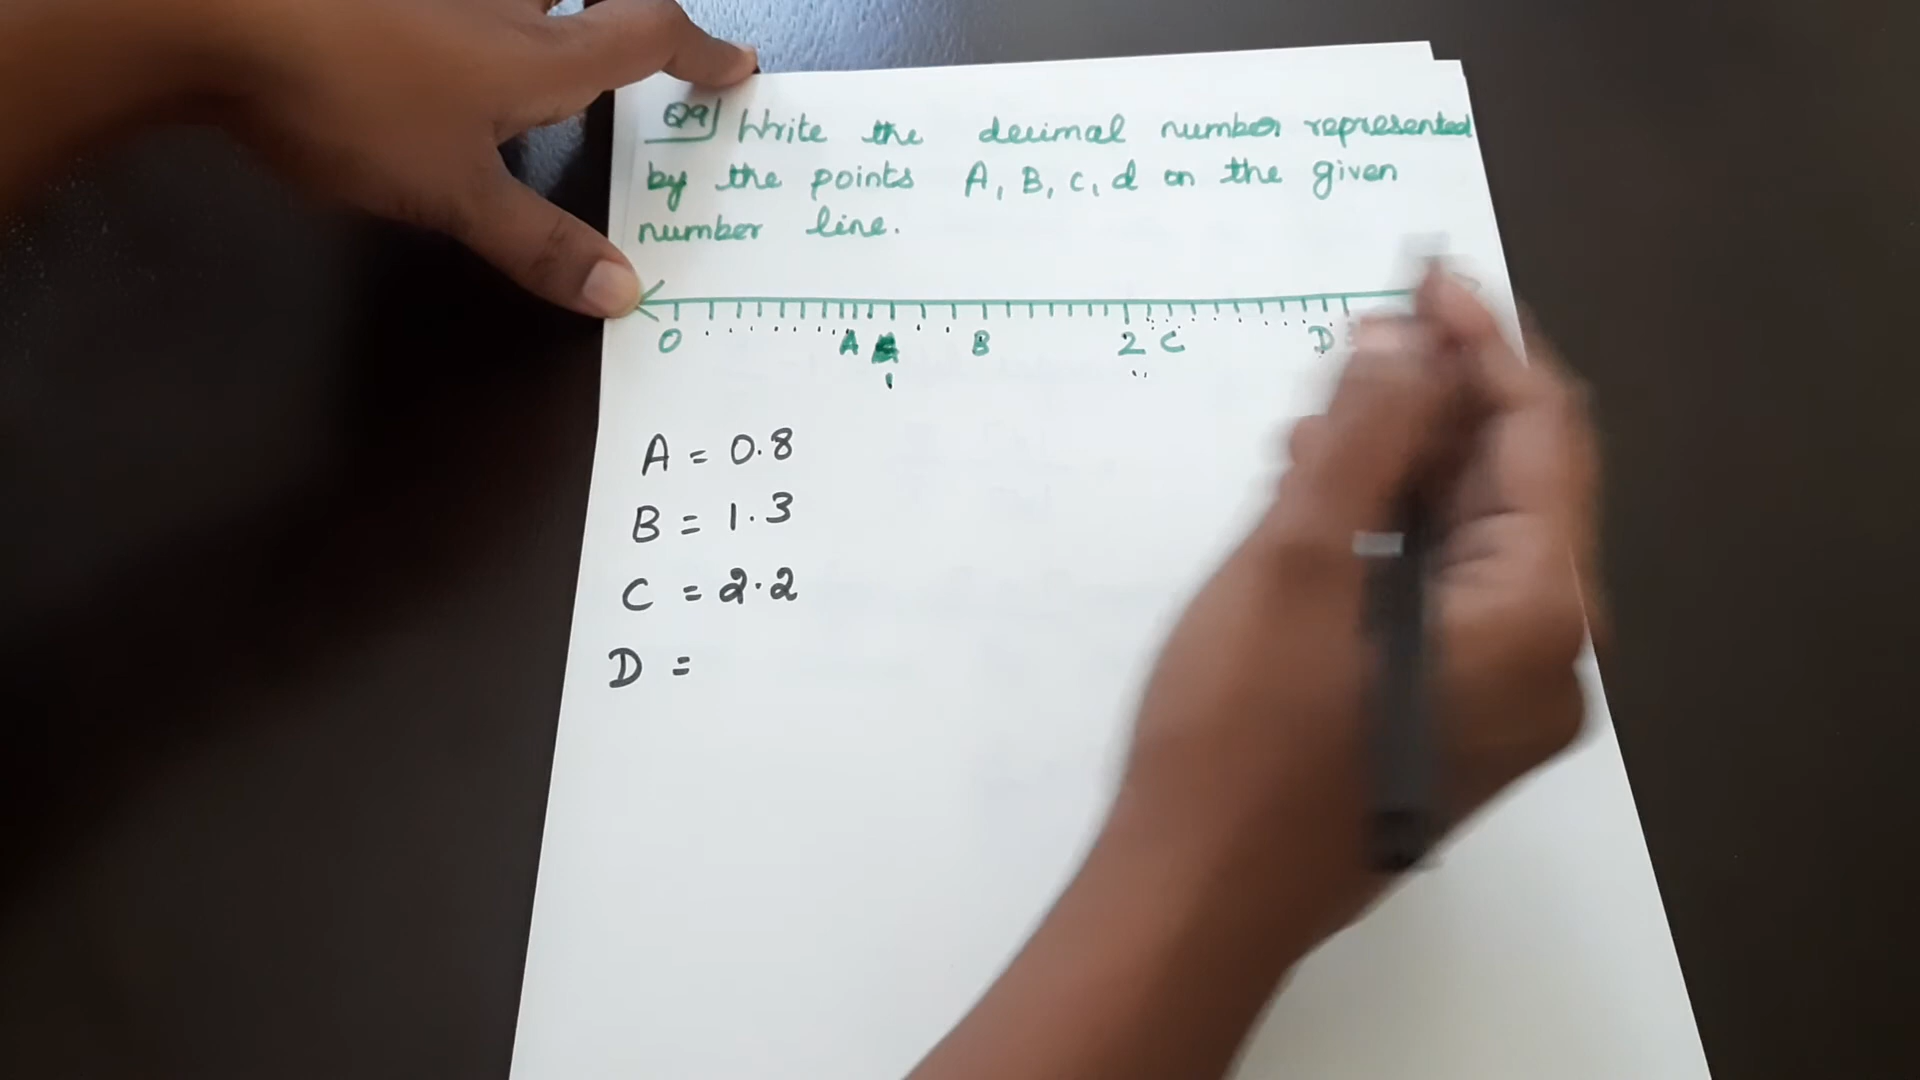 Q9) Write the decimal number represented
by the points A, B, C, d on the given
number line.
0 A B 2 C D
1
A = 0.8
B = 1.3
C = 2.2
D =